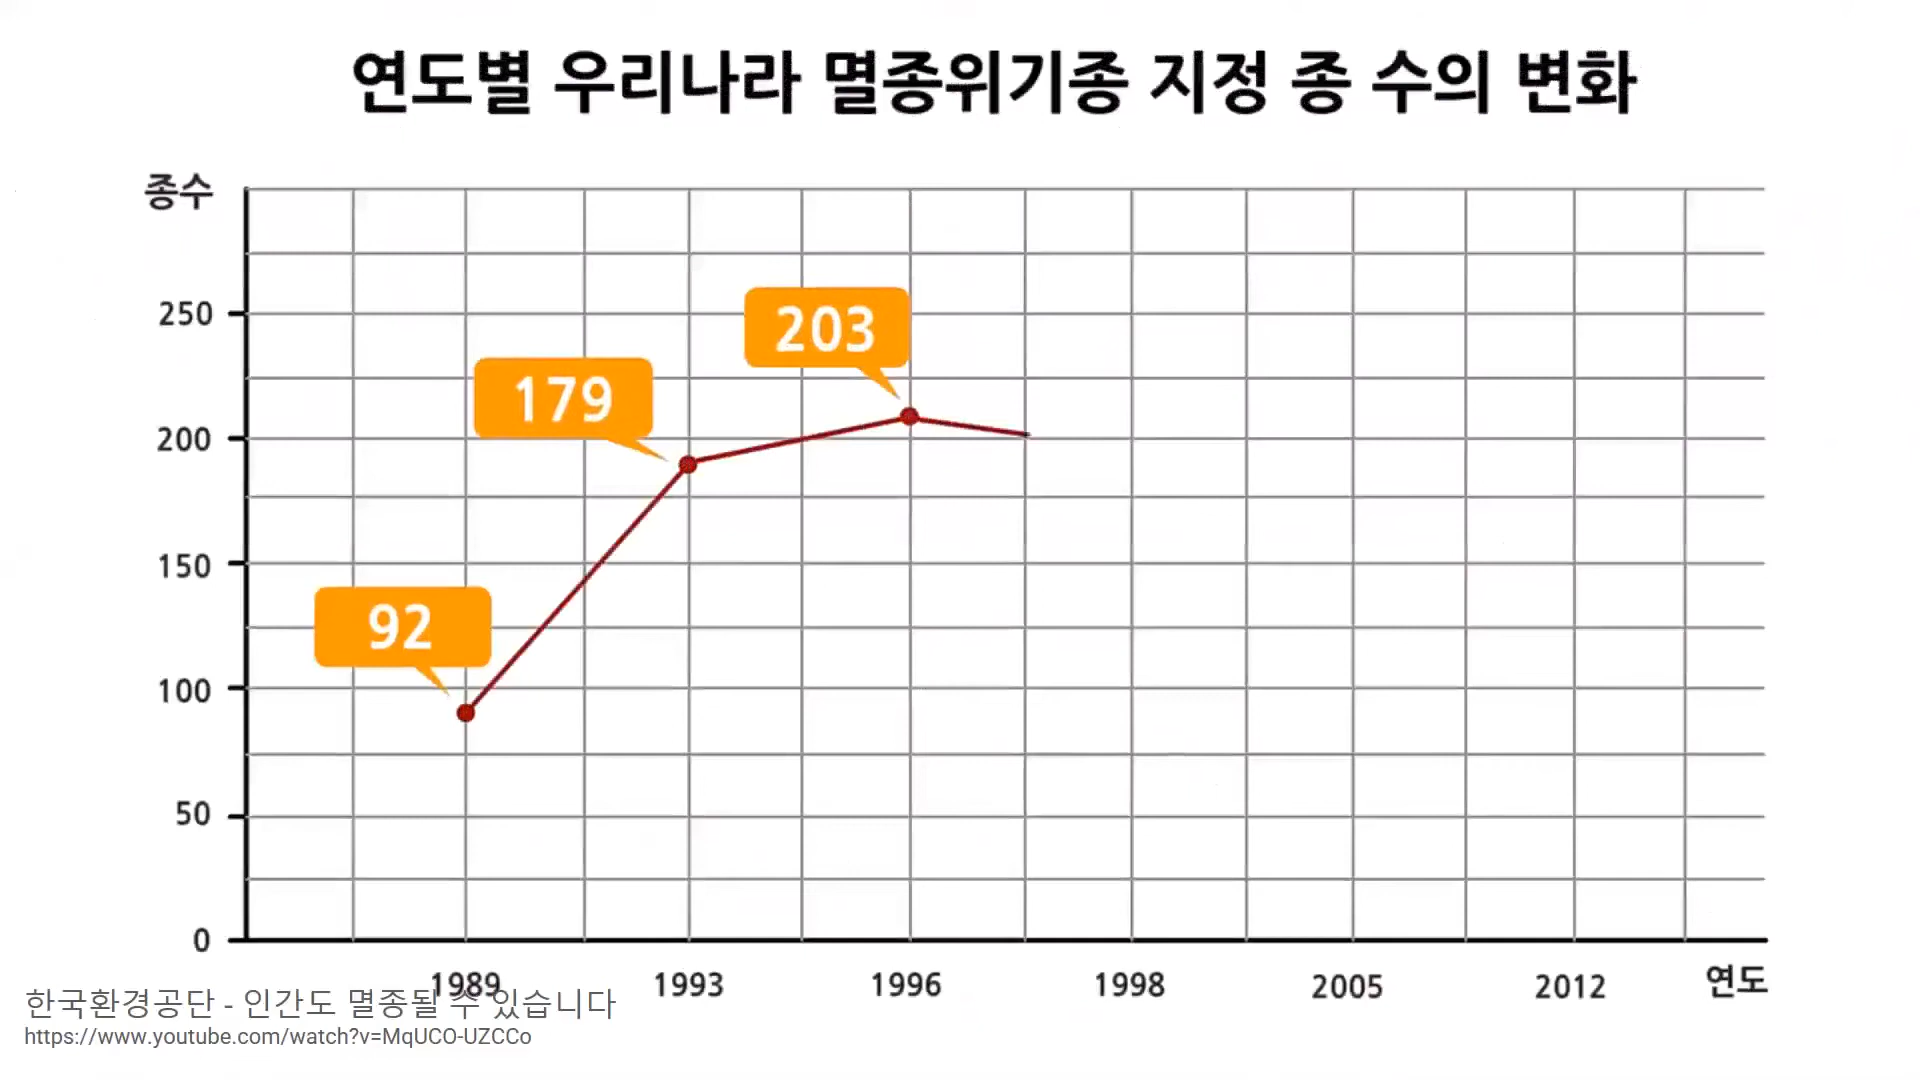 연도별 우리나라 멸종위기종 지정 종 수의 변화
종수
250
203
179
200
150
92
100
50
0
1989 1993 1996 1998 2005 2012 연도
한국환경공단 - 인간도 멸종될 수 있습니다
https://www.youtube.com/watch?v=MqUCO-UZCCo